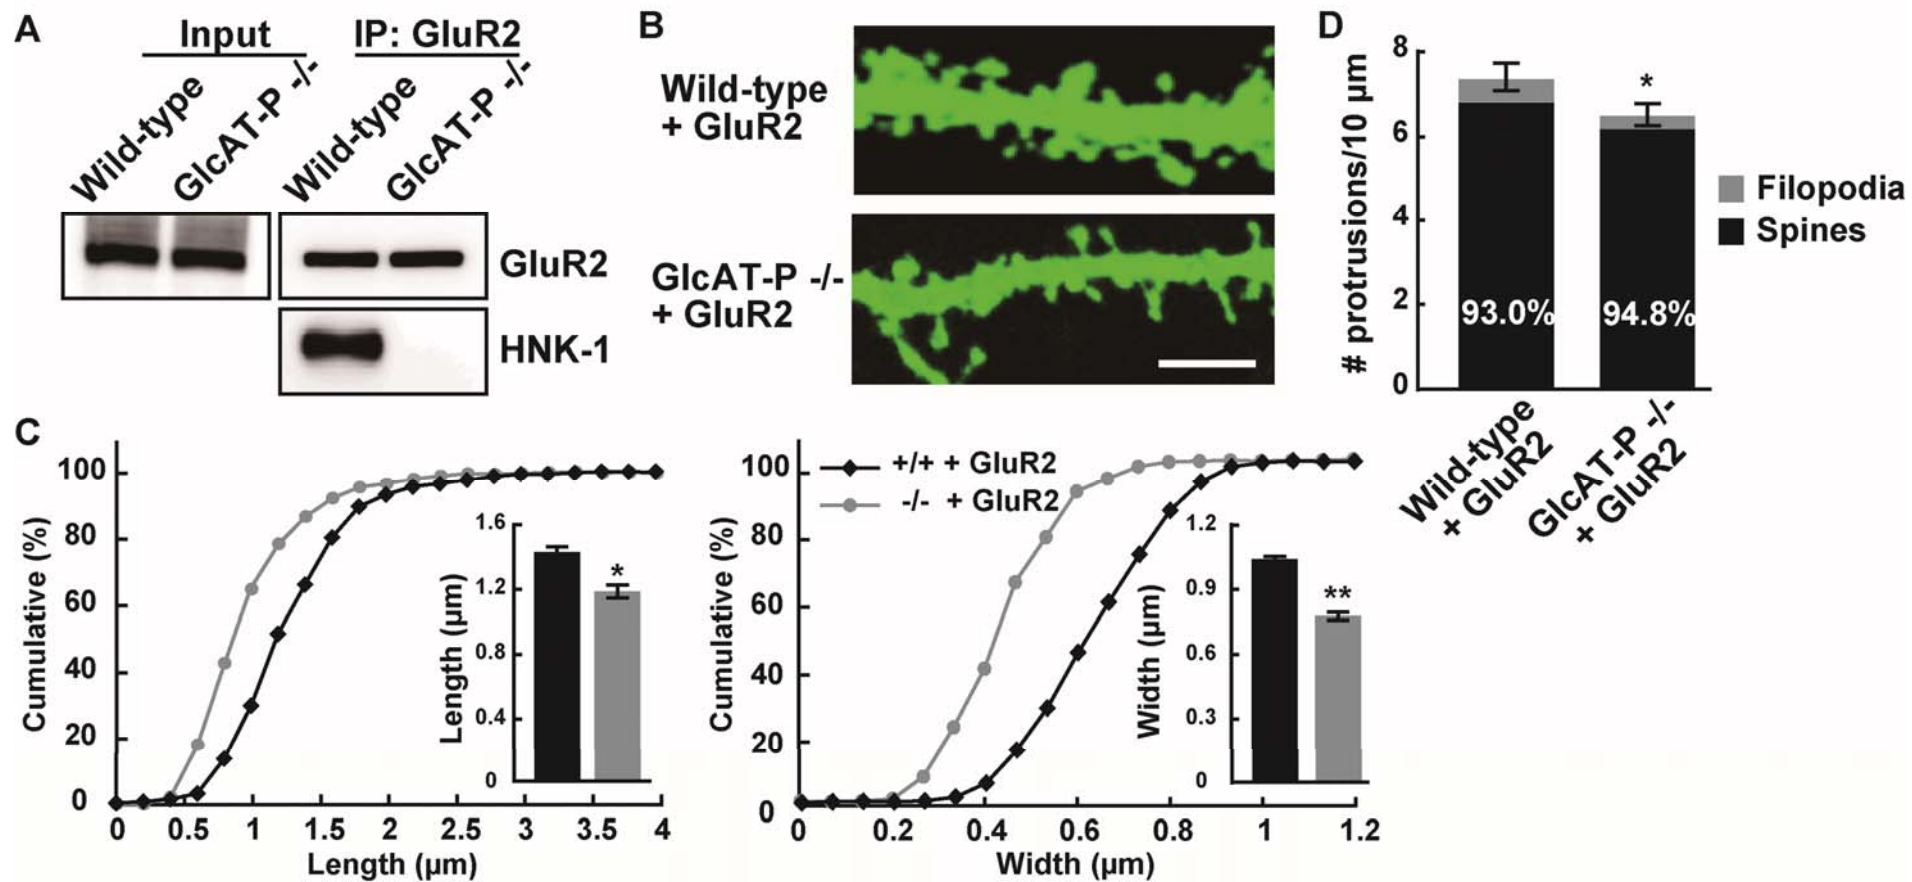 A
Input
IP: GluR2
Wild-type
GlcAT-P -/-
Wild-type
GlcAT-P -/-
GluR2
HNK-1
B
Wild-type
+ GluR2
GlcAT-P -/-
+ GluR2
D
# protrusions/10 µm
8
6
4
2
0
93.0%
94.8%
*
Filopodia
Spines
Wild-type
+ GluR2
GlcAT-P -/-
+ GluR2
C
Cumulative (%)
100
80
60
40
20
0
0 0.5 1 1.5 2 2.5 3 3.5 4
Length (µm)
Length (µm)
1.6
1.2
0.8
0.4
0
*
Cumulative (%)
100
80
60
40
20
0
0 0.2 0.4 0.6 0.8 1 1.2
Width (µm)
+/+ + GluR2
-/- + GluR2
Width (µm)
1.2
0.9
0.6
0.3
0
**